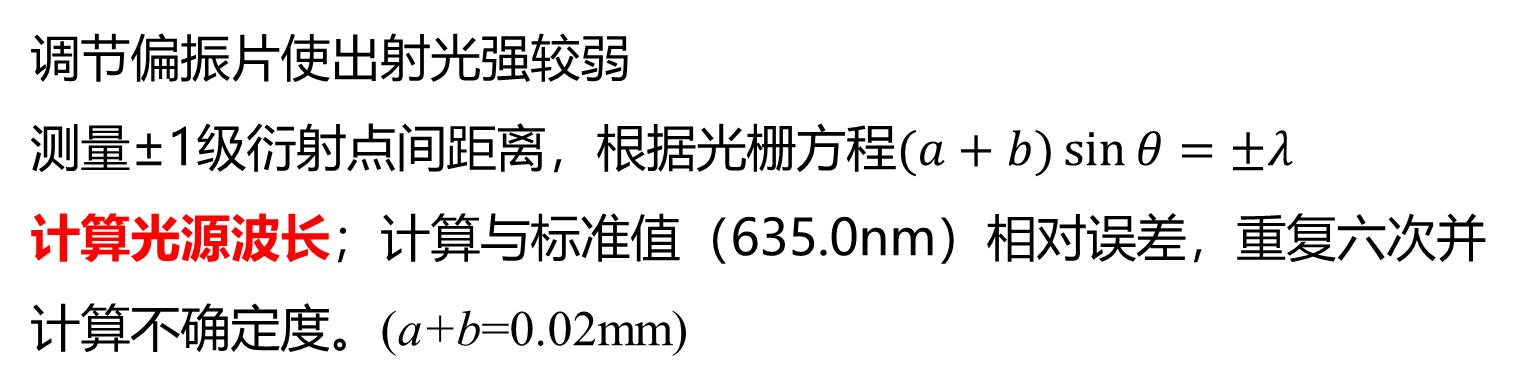 调节偏振片使出射光强较弱
测量±1级衍射点间距离，根据光栅方程(a + b) sin θ = ±λ
计算光源波长；计算与标准值（635.0nm）相对误差，重复六次并
计算不确定度。(a+b=0.02mm)